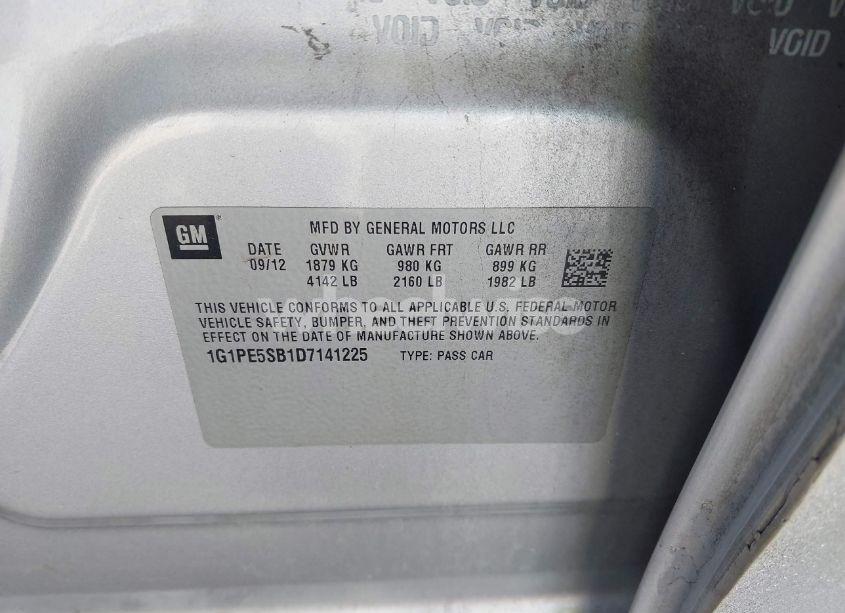 VOID VOID
VOID
GM
MFD BY GENERAL MOTORS LLC
DATE GVWR GAWR FRT GAWR RR
09/12 1879 KG 980 KG 899 KG
4142 LB 2160 LB 1982 LB
THIS VEHICLE CONFORMS TO ALL APPLICABLE U.S. FEDERAL MOTOR
VEHICLE SAFETY, BUMPER, AND THEFT PREVENTION STANDARDS IN
EFFECT ON THE DATE OF MANUFACTURE SHOWN ABOVE.
1G1PE5SB1D7141225 TYPE: PASS CAR